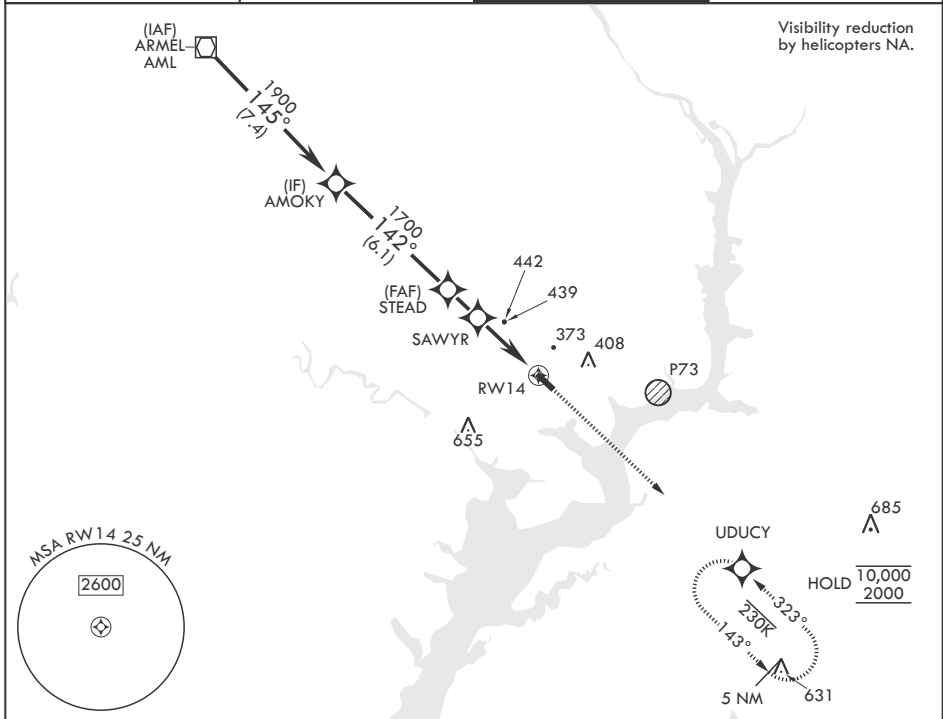 Visibility reduction
by helicopters NA.
(IAF)
ARMEL
AML
1900
145°
(7.4)
(IF)
AMOKY
1700
142°
(6.1)
(FAF)
STEAD
SAWYR
442
439
373
408
RW14
P73
655
685
UDUCY
HOLD
10,000
2000
230K
323°
143°
5 NM
631
MSA RW14 25 NM
2600